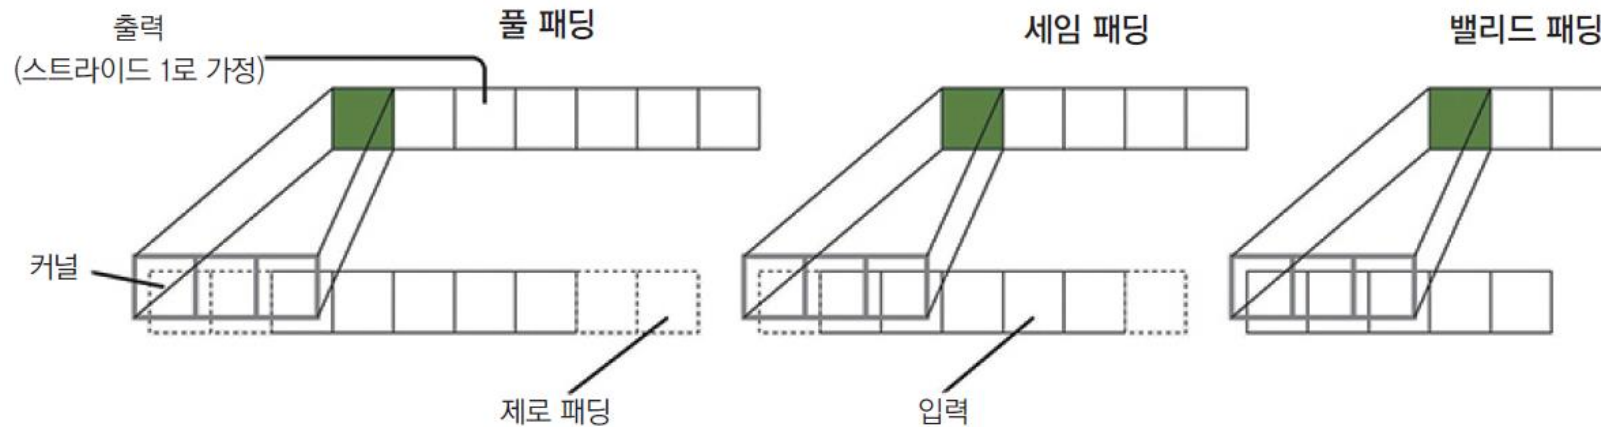 출력
(스트라이드 1로 가정)
풀 패딩
세임 패딩
밸리드 패딩
커널
제로 패딩
입력